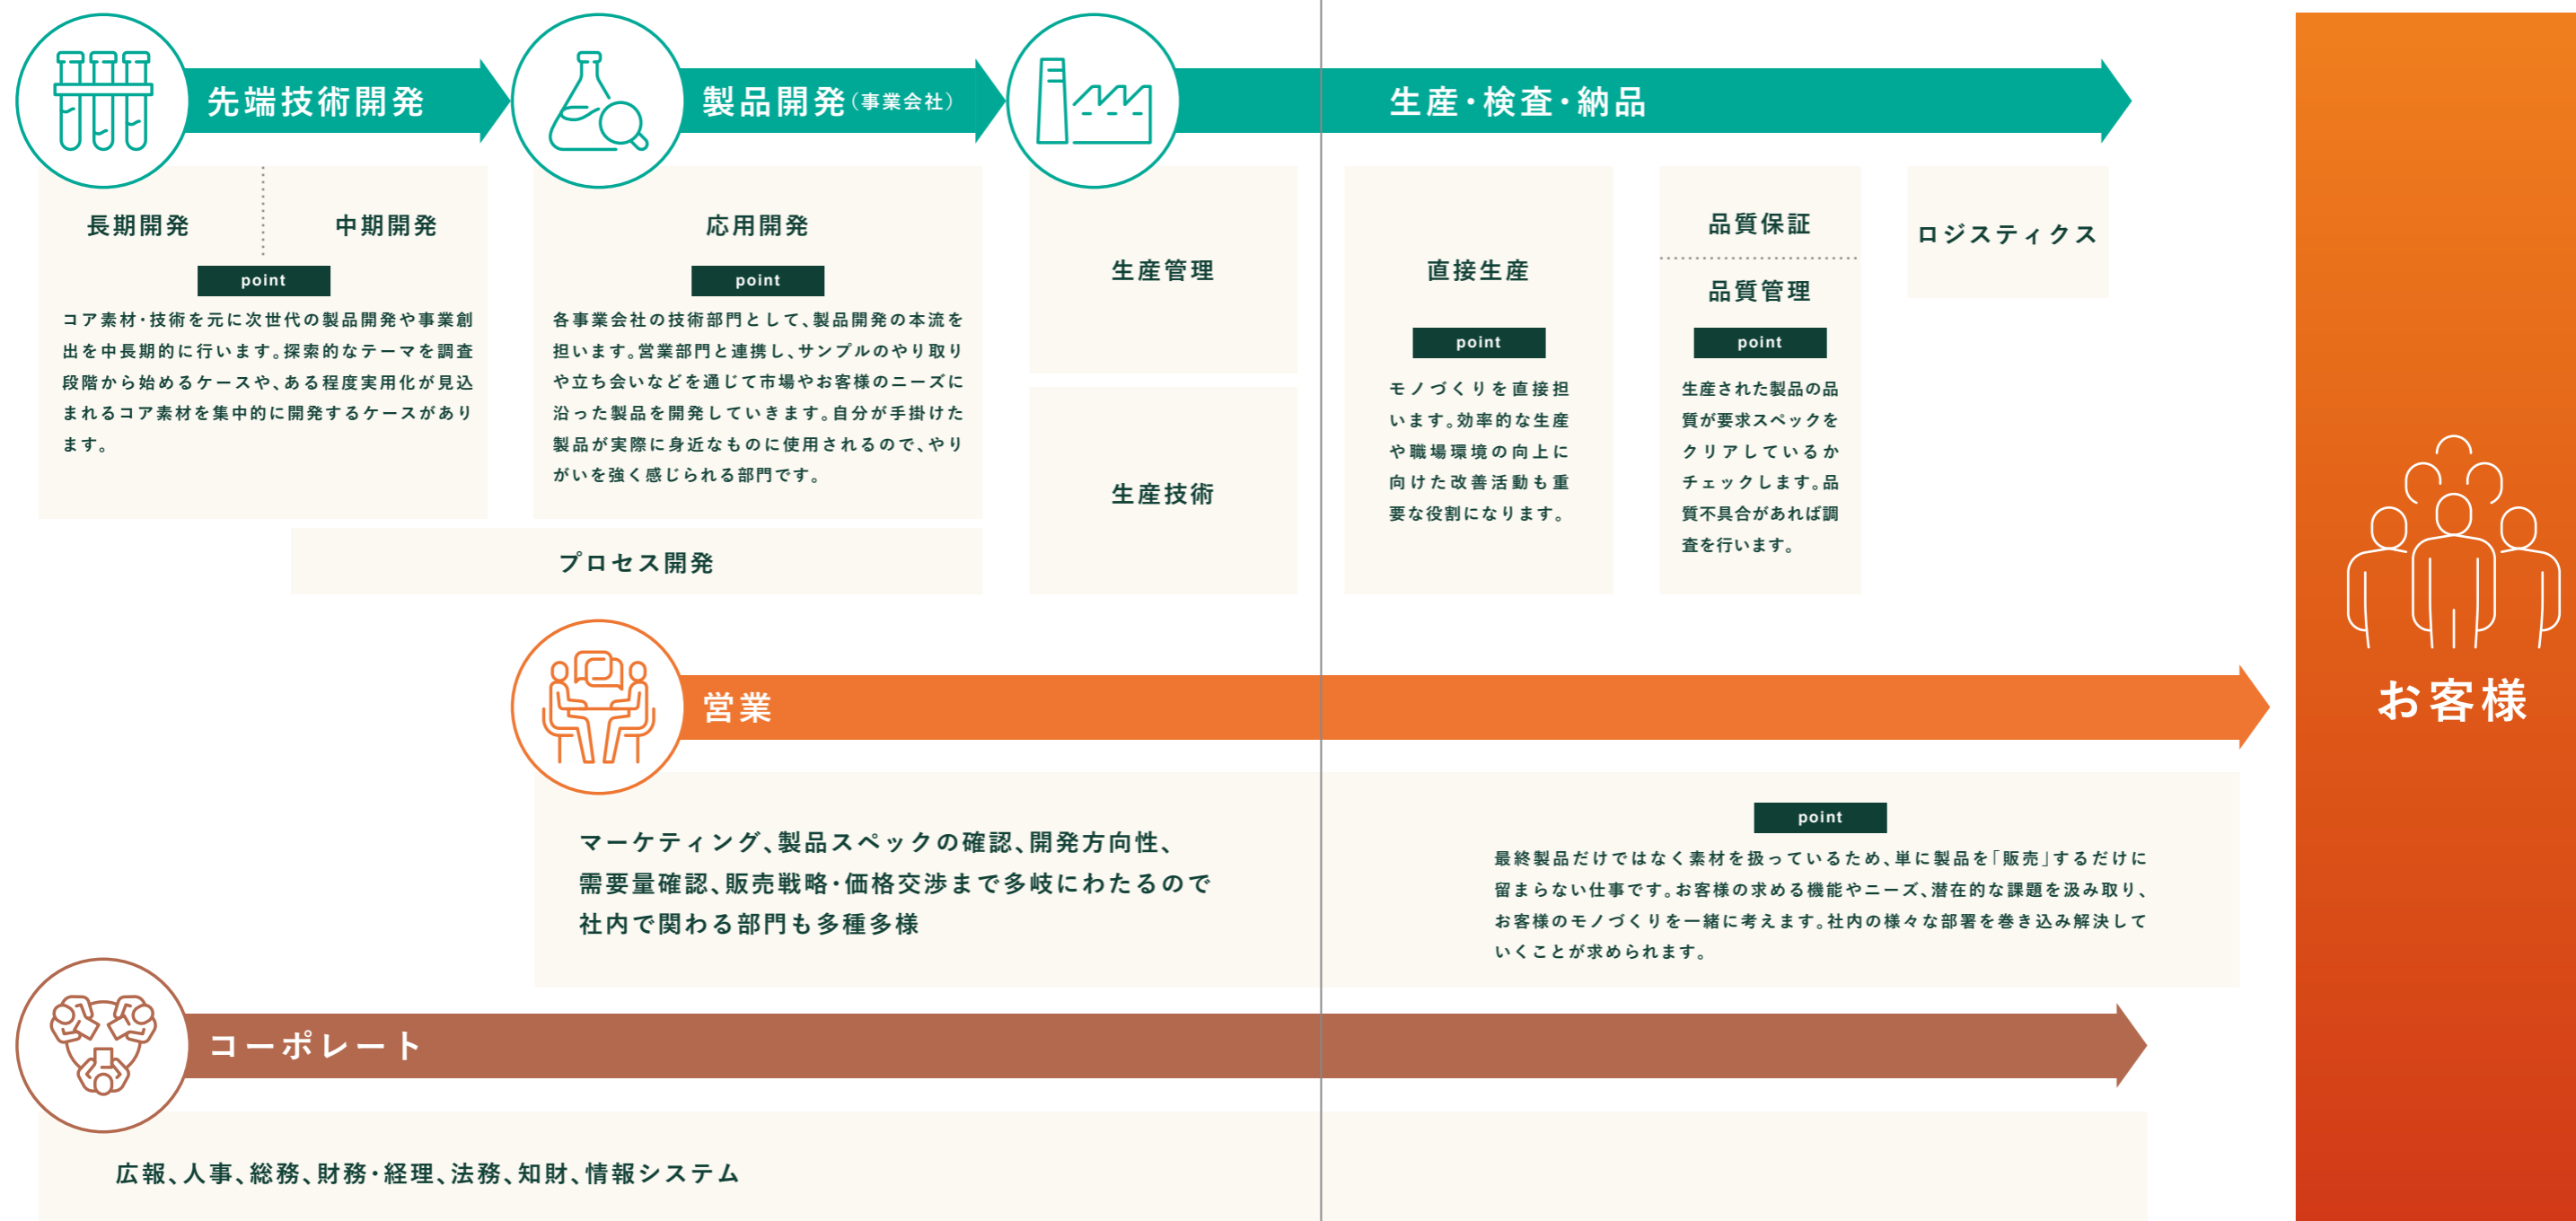 先端技術開発
製品開発（事業会社）
生産・検査・納品
長期開発
中期開発
point
コア素材・技術を元に次世代の製品開発や事業創
出を中長期的に行います。探索的なテーマを調査
段階から始めるケースや、ある程度実用化が見込
まれるコア素材を集中的に開発するケースがあり
ます。
応用開発
point
各事業会社の技術部門として、製品開発の本流を
担います。営業部門と連携し、サンプルのやり取り
や立ち会いなどを通じて市場やお客様のニーズに
沿った製品を開発していきます。自分が手掛けた
製品が実際に身近なものに使用されるので、やり
がいを強く感じられる部門です。
プロセス開発
生産管理
生産技術
直接生産
point
モノづくりを直接担
います。効率的な生産
や職場環境の向上に
向けた改善活動も重
要な役割になります。
品質保証
品質管理
point
生産された製品の品
質が要求スペックを
クリアしているか
チェックします。品
質不具合があれば調
査を行います。
ロジスティクス
営業
マーケティング、製品スペックの確認、開発方向性、
需要量確認、販売戦略・価格交渉まで多岐にわたるので
社内で関わる部門も多種多様
point
最終製品だけではなく素材を扱っているため、単に製品を「販売」するだけに
留まらない仕事です。お客様の求める機能やニーズ、潜在的な課題を汲み取り、
お客様のモノづくりを一緒に考えます。社内の様々な部署を巻き込み解決して
いくことが求められます。
コーポレート
広報、人事、総務、財務・経理、法務、知財、情報システム
お客様